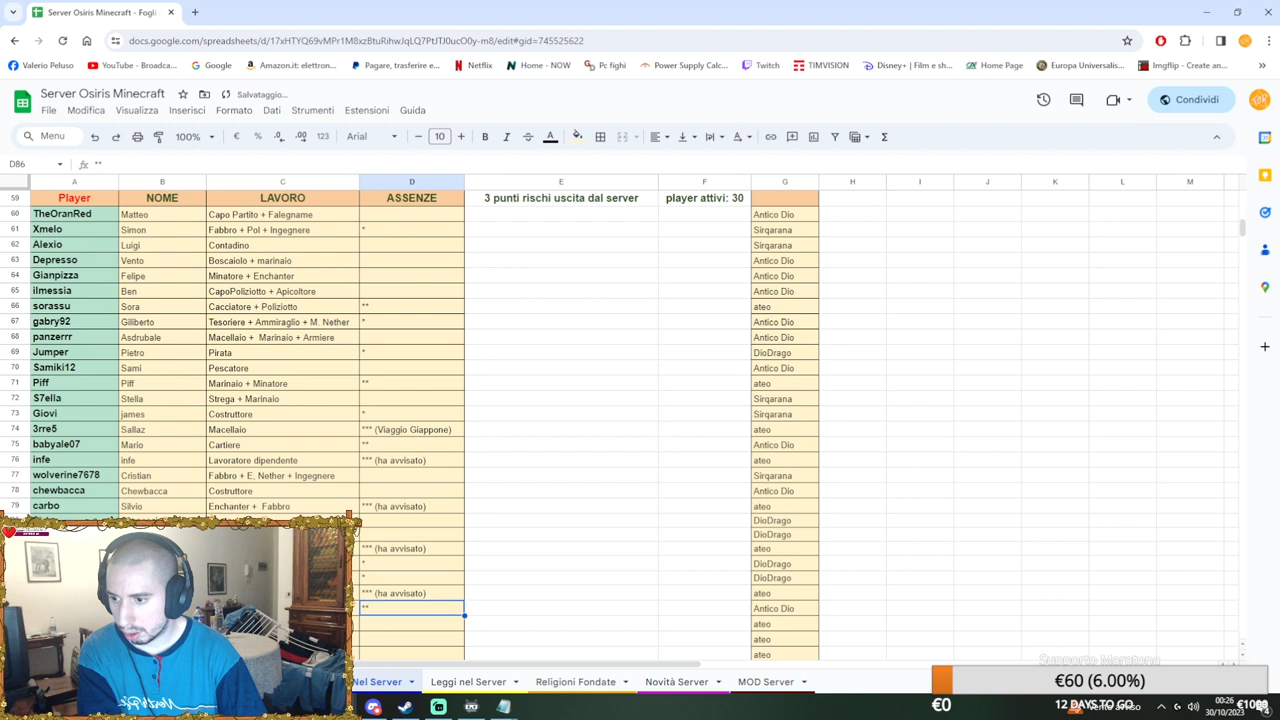 Server Osiris Minecraft - Fogli
docs.google.com/spreadsheets/d/17xHTYQ69vMPr1M8xzBtuRihwJqLQ7PtJTJ0ucO0y-m8/edit#gid=745525622
Valerio Peluso YouTube - Broadca... Google Amazon.it: elettron... Pagare, trasferire e... Netflix Home - NOW Pc fighi Power Supply Calc... Twitch TIMVISION Disney+ | Film e sh... Home Page Europa Universalis... Imgflip - Create an...
Server Osiris Minecraft Salvataggio...
File Modifica Visualizza Inserisci Formato Dati Strumenti Estensioni Guida
Condividi
Menu 100% € % .0 .00 123 Arial 10
D86 fx **
A B C D E F G H I J K L M
59 Player NOME LAVORO ASSENZE 3 punti rischi uscita dal server player attivi: 30
60 TheOranRed Matteo Capo Partito + Falegname Antico Dio
61 Xmelo Simon Fabbro + Pol + Ingegnere * Sirqarana
62 Alexio Luigi Contadino Sirqarana
63 Depresso Vento Boscaiolo + marinaio Antico Dio
64 Gianpizza Felipe Minatore + Enchanter Antico Dio
65 ilmessia Ben CapoPoliziotto + Apicoltore Antico Dio
66 sorassu Sora Cacciatore + Poliziotto ** ateo
67 gabry92 Giliberto Tesoriere + Ammiraglio + M. Nether * Antico Dio
68 panzerrr Asdrubale Macellaio + Marinaio + Armiere Antico Dio
69 Jumper Pietro Pirata * DioDrago
70 Samiki12 Sami Pescatore Antico Dio
71 Piff Piff Marinaio + Minatore ** ateo
72 S7ella Stella Strega + Marinaio Sirqarana
73 Giovi james Costruttore * Sirqarana
74 3rre5 Sallaz Macellaio *** (Viaggio Giappone) ateo
75 babyale07 Mario Cartiere ** Antico Dio
76 infe infe Lavoratore dipendente *** (ha avvisato) ateo
77 wolverine7678 Cristian Fabbro + E, Nether + Ingegnere Sirqarana
78 chewbacca Chewbacca Costruttore Antico Dio
79 carbo Silvio Enchanter + Fabbro *** (ha avvisato) ateo
DioDrago
DioDrago
*** (ha avvisato) ateo
* DioDrago
* DioDrago
*** (ha avvisato) ateo
** Antico Dio
ateo
ateo
ateo
Supporto Maratona
Nel Server Leggi nel Server Religioni Fondate Novità Server MOD Server
€60 (6.00%)
€0 12 DAYS TO GO
00:26
30/10/2023